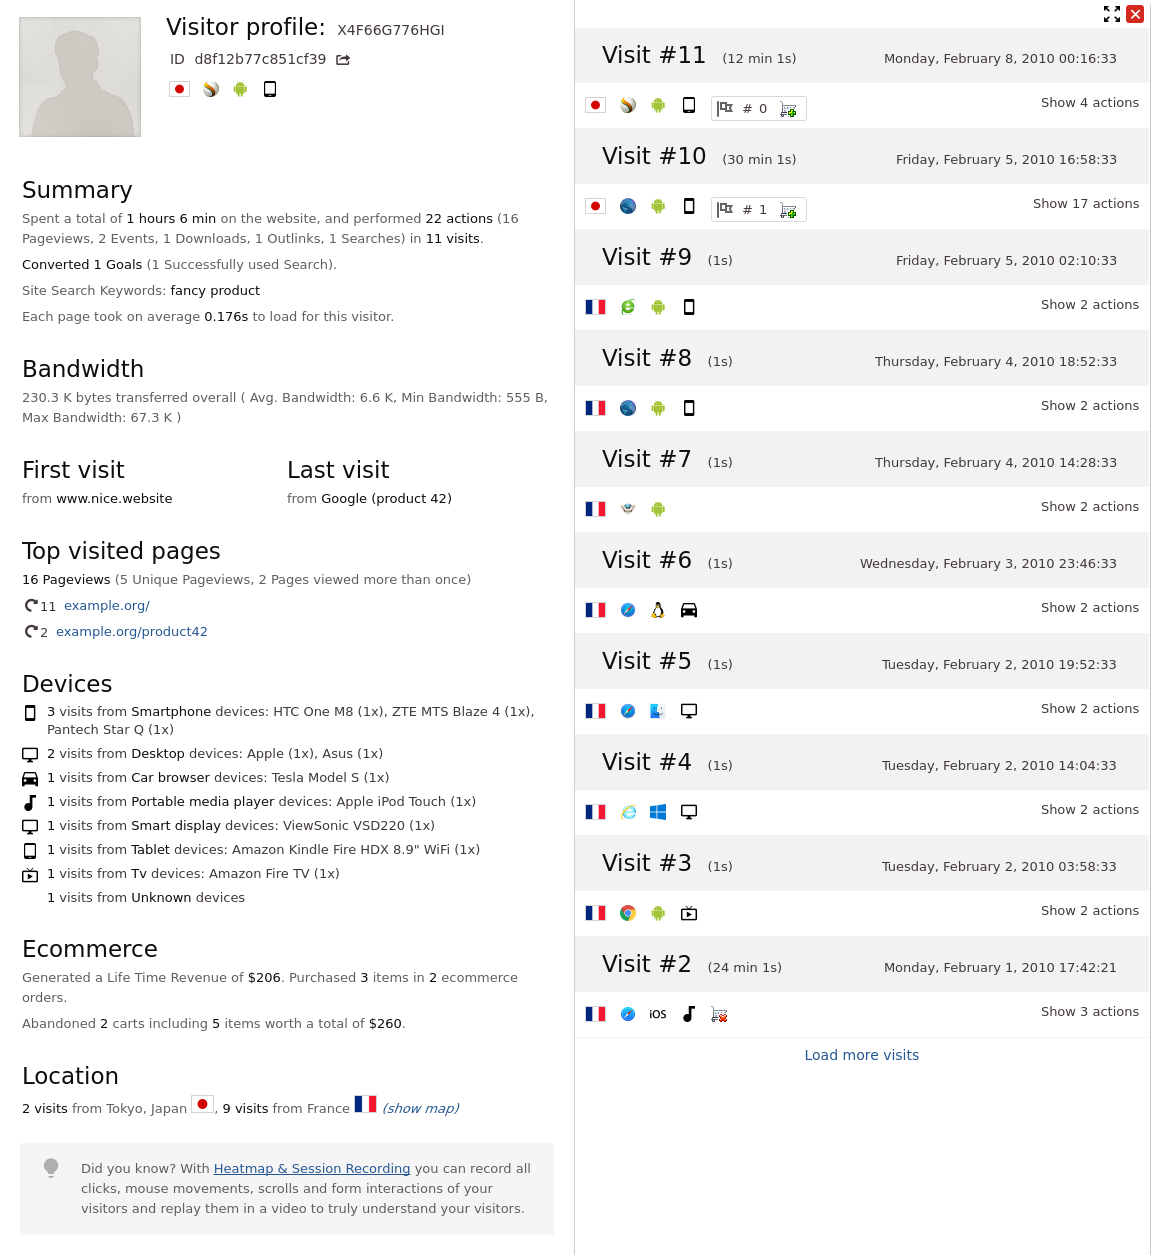 Visitor profile: X4F66G776HGI
ID d8f12b77c851cf39
Summary
Spent a total of 1 hours 6 min on the website, and performed 22 actions (16
Pageviews, 2 Events, 1 Downloads, 1 Outlinks, 1 Searches) in 11 visits.
Converted 1 Goals (1 Successfully used Search).
Site Search Keywords: fancy product
Each page took on average 0.176s to load for this visitor.
Bandwidth
230.3 K bytes transferred overall ( Avg. Bandwidth: 6.6 K, Min Bandwidth: 555 B,
Max Bandwidth: 67.3 K )
First visit
from www.nice.website
Last visit
from Google (product 42)
Top visited pages
16 Pageviews (5 Unique Pageviews, 2 Pages viewed more than once)
11 example.org/
2 example.org/product42
Devices
3 visits from Smartphone devices: HTC One M8 (1x), ZTE MTS Blaze 4 (1x),
Pantech Star Q (1x)
2 visits from Desktop devices: Apple (1x), Asus (1x)
1 visits from Car browser devices: Tesla Model S (1x)
1 visits from Portable media player devices: Apple iPod Touch (1x)
1 visits from Smart display devices: ViewSonic VSD220 (1x)
1 visits from Tablet devices: Amazon Kindle Fire HDX 8.9" WiFi (1x)
1 visits from Tv devices: Amazon Fire TV (1x)
1 visits from Unknown devices
Ecommerce
Generated a Life Time Revenue of $206. Purchased 3 items in 2 ecommerce
orders.
Abandoned 2 carts including 5 items worth a total of $260.
Location
2 visits from Tokyo, Japan , 9 visits from France (show map)
Did you know? With Heatmap & Session Recording you can record all
clicks, mouse movements, scrolls and form interactions of your
visitors and replay them in a video to truly understand your visitors.
Visit #11 (12 min 1s) Monday, February 8, 2010 00:16:33
# 0 Show 4 actions
Visit #10 (30 min 1s) Friday, February 5, 2010 16:58:33
# 1 Show 17 actions
Visit #9 (1s) Friday, February 5, 2010 02:10:33
Show 2 actions
Visit #8 (1s) Thursday, February 4, 2010 18:52:33
Show 2 actions
Visit #7 (1s) Thursday, February 4, 2010 14:28:33
Show 2 actions
Visit #6 (1s) Wednesday, February 3, 2010 23:46:33
Show 2 actions
Visit #5 (1s) Tuesday, February 2, 2010 19:52:33
Show 2 actions
Visit #4 (1s) Tuesday, February 2, 2010 14:04:33
Show 2 actions
Visit #3 (1s) Tuesday, February 2, 2010 03:58:33
Show 2 actions
Visit #2 (24 min 1s) Monday, February 1, 2010 17:42:21
iOS Show 3 actions
Load more visits